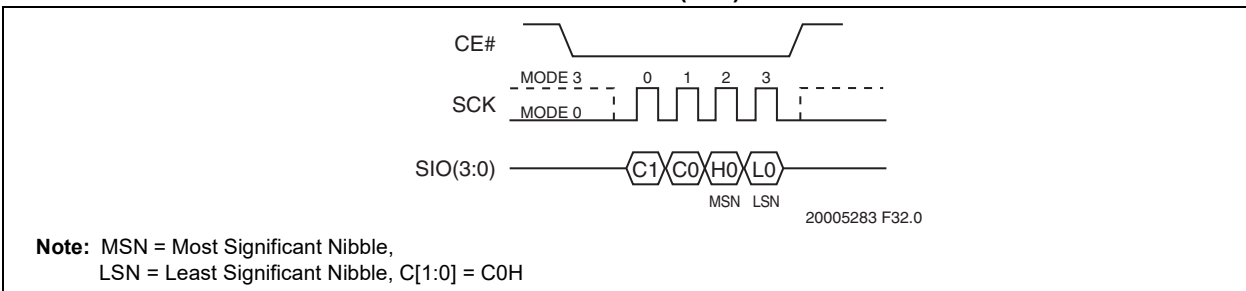 CE#
MODE 3 0 1 2 3
SCK
MODE 0
SIO(3:0) C1 C0 H0 L0
MSN LSN
20005283 F32.0
Note: MSN = Most Significant Nibble,
LSN = Least Significant Nibble, C[1:0] = C0H